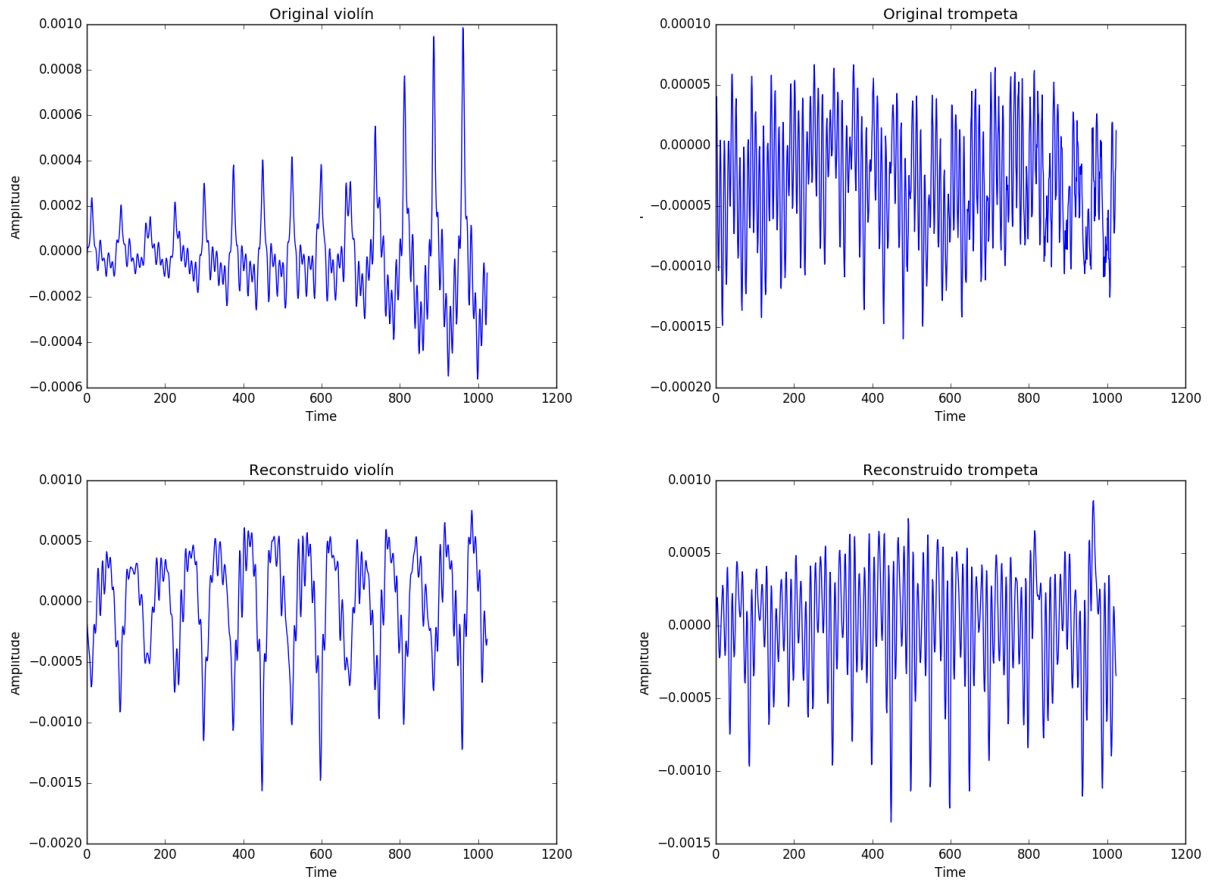 Original violín
0.0010
0.0008
0.0006
0.0004
0.0002
0.0000
−0.0002
−0.0004
−0.0006
Amplitude
0 200 400 600 800 1000 1200
Time
Original trompeta
0.00010
0.00005
0.00000
−0.00005
−0.00010
−0.00015
−0.00020
0 200 400 600 800 1000 1200
Time
Reconstruido violín
0.0010
0.0005
0.0000
−0.0005
−0.0010
−0.0015
−0.0020
Amplitude
0 200 400 600 800 1000 1200
Time
Reconstruido trompeta
0.0010
0.0005
0.0000
−0.0005
−0.0010
−0.0015
Amplitude
0 200 400 600 800 1000 1200
Time